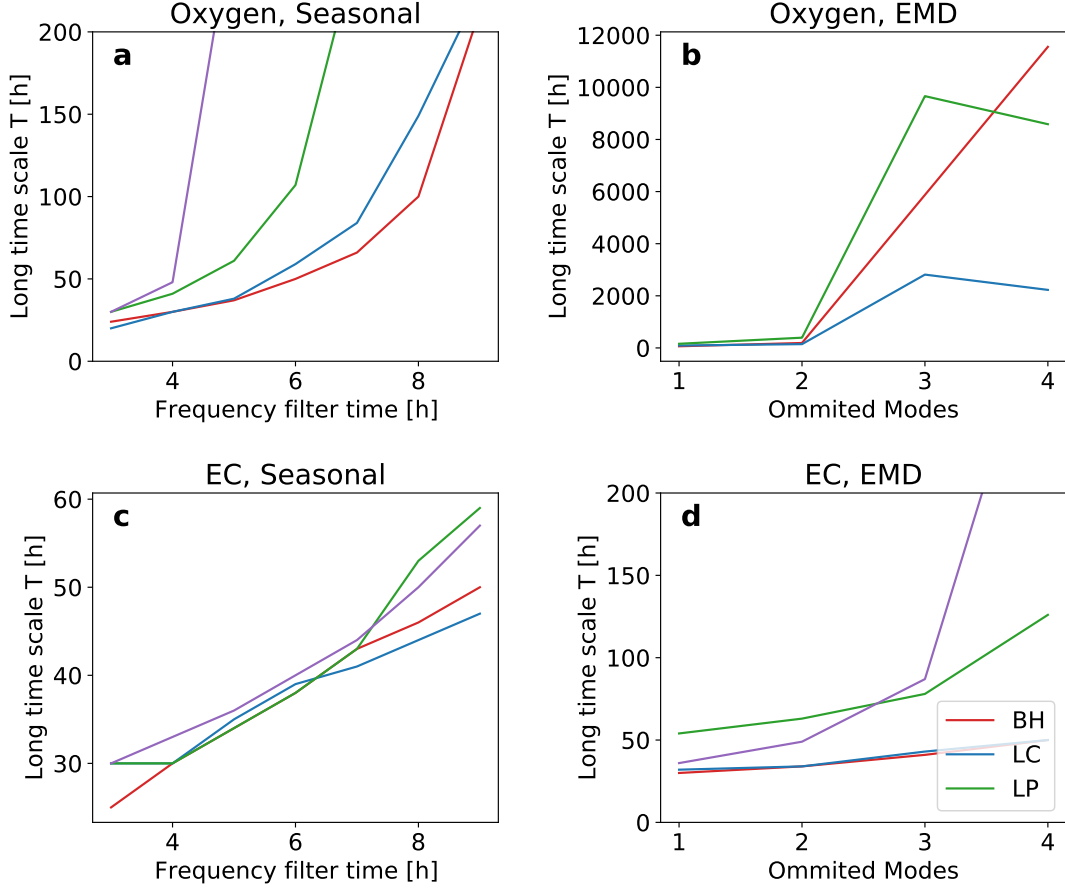 Oxygen, Seasonal
a
Long time scale T [h]
200
150
100
50
0
4 6 8
Frequency filter time [h]
Oxygen, EMD
b
Long time scale T [h]
12000
10000
8000
6000
4000
2000
0
1 2 3 4
Ommited Modes
EC, Seasonal
c
Long time scale T [h]
60
50
40
30
4 6 8
Frequency filter time [h]
EC, EMD
d
Long time scale T [h]
200
150
100
50
0
BH
LC
LP
1 2 3 4
Ommited Modes